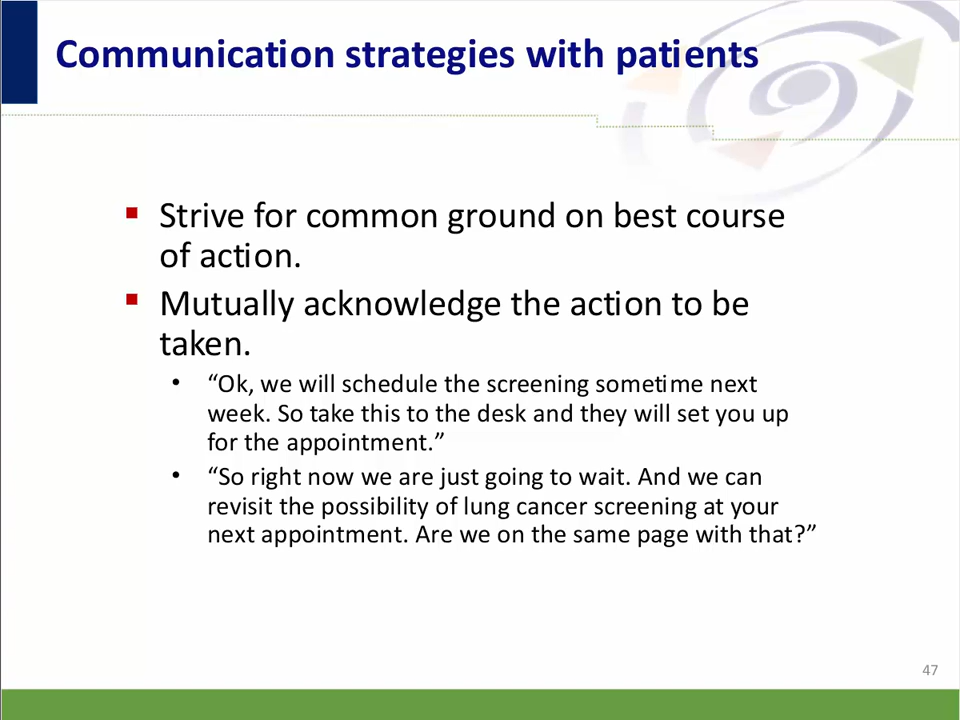 Communication strategies with patients
▪ Strive for common ground on best course
of action.
▪ Mutually acknowledge the action to be
taken.
• “Ok, we will schedule the screening sometime next
week. So take this to the desk and they will set you up
for the appointment.”
• “So right now we are just going to wait. And we can
revisit the possibility of lung cancer screening at your
next appointment. Are we on the same page with that?”
47